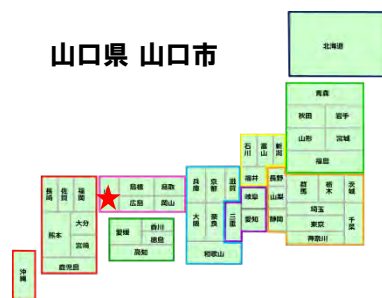 山口県 山口市
北海道
青森
秋田 岩手
山形 宮城
福島
石川 富山 新潟
福井 長野
岐阜 山梨
愛知 静岡
群馬 栃木 茨城
埼玉
東京 千葉
神奈川
兵庫 京都 滋賀
大阪 奈良 三重
和歌山
島根 鳥取
広島 岡山
愛媛 香川
徳島
高知
長崎 佐賀 福岡
熊本 大分
宮崎
鹿児島
沖縄